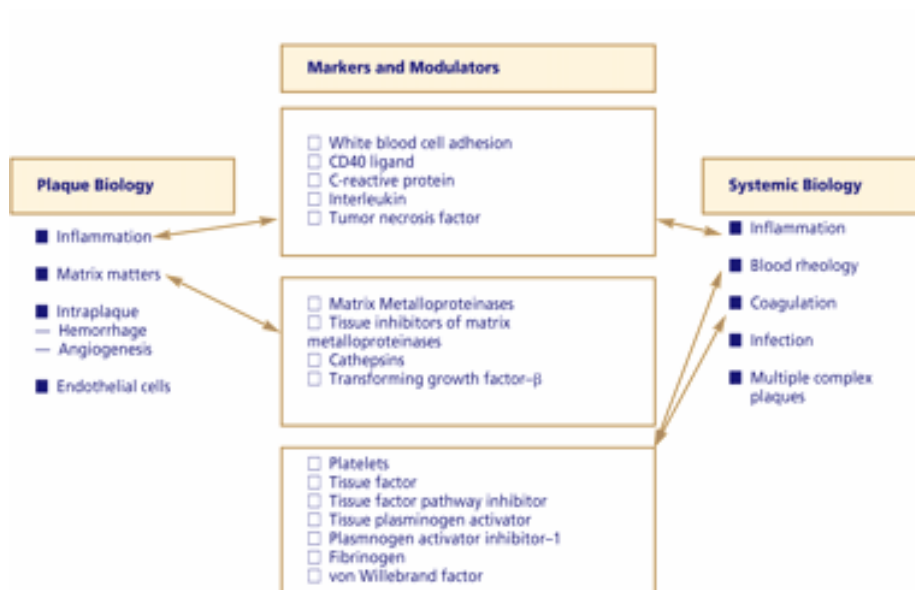 Markers and Modulators
White blood cell adhesion
CD40 ligand
C-reactive protein
Interleukin
Tumor necrosis factor
Plaque Biology
Inflammation
Matrix matters
Intraplaque
— Hemorrhage
— Angiogenesis
Endothelial cells
Matrix Metalloproteinases
Tissue inhibitors of matrix
metalloproteinases
Cathepsins
Transforming growth factor–β
Platelets
Tissue factor
Tissue factor pathway inhibitor
Tissue plasminogen activator
Plasmnogen activator inhibitor–1
Fibrinogen
von Willebrand factor
Systemic Biology
Inflammation
Blood rheology
Coagulation
Infection
Multiple complex
plaques